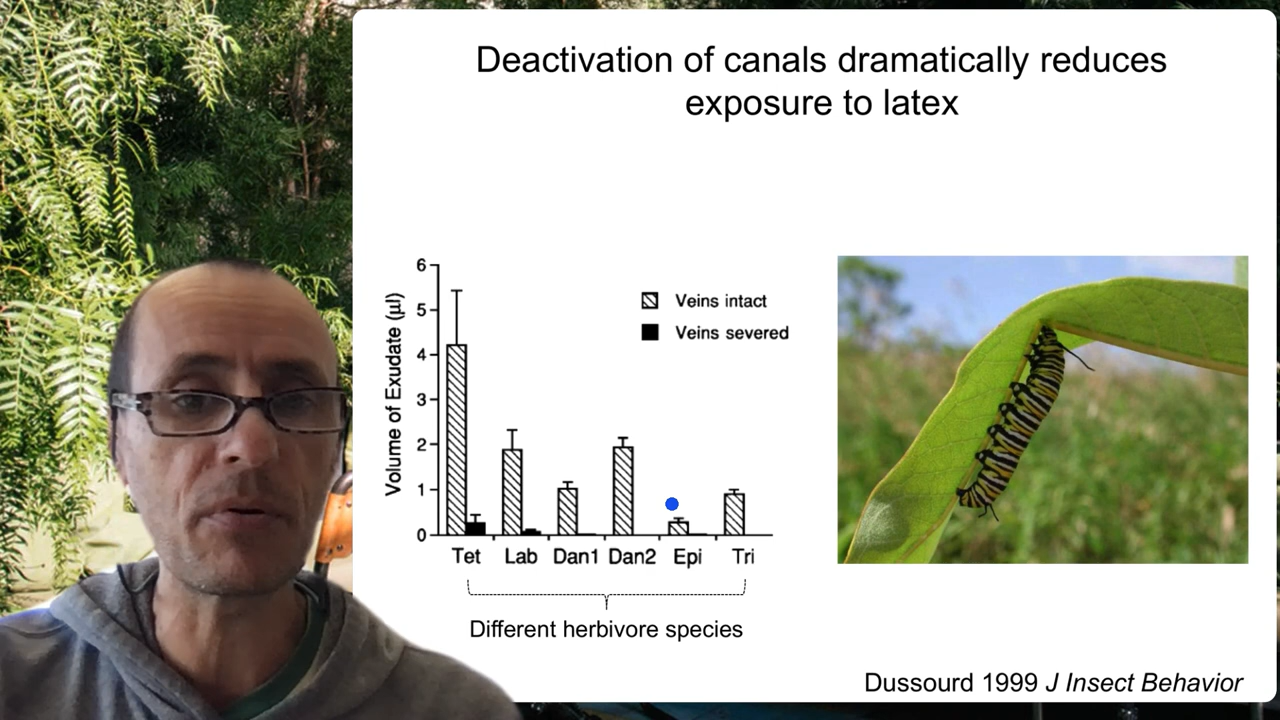 Deactivation of canals dramatically reduces
exposure to latex
6
5
4
3
2
1
0
Volume of Exudate (µl)
Veins intact
Veins severed
Tet Lab Dan1 Dan2 Epi Tri
Different herbivore species
Dussourd 1999 J Insect Behavior